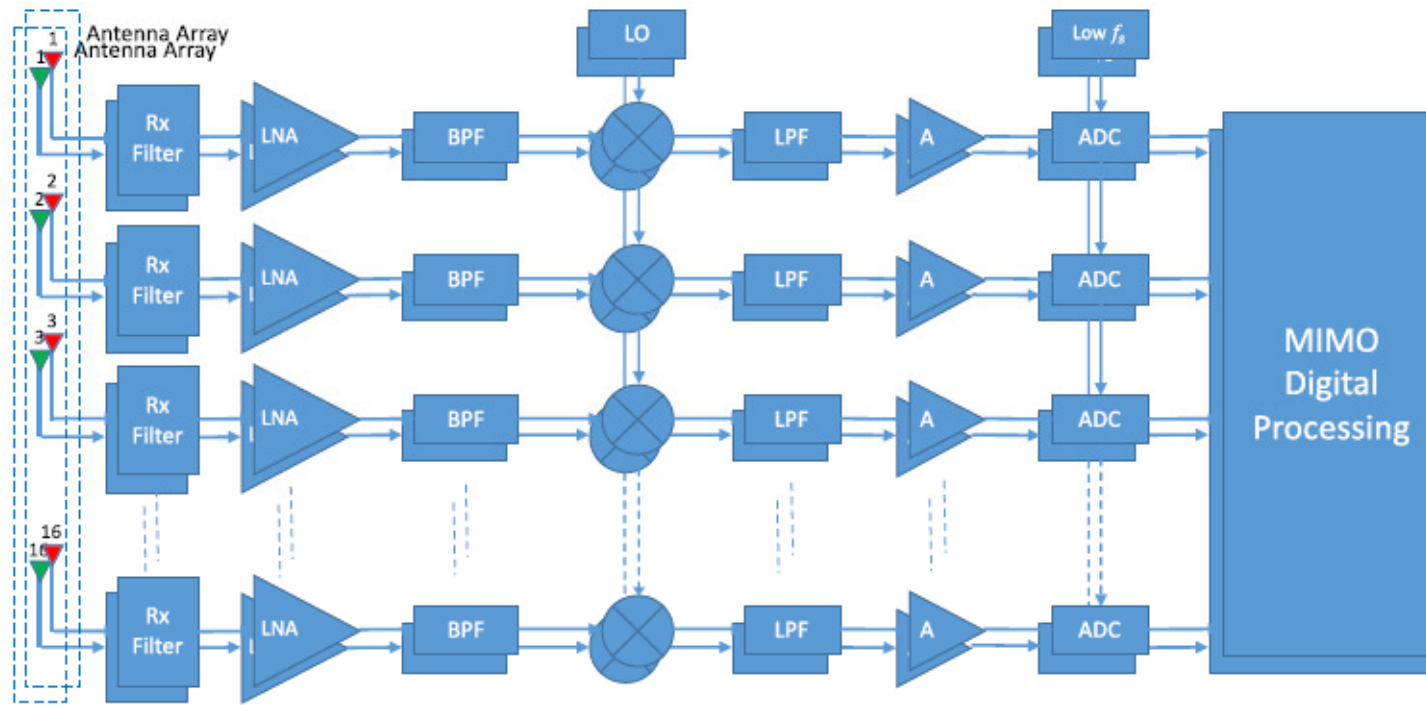 Antenna Array
Antenna Array
LO
Low fₛ
1
1
Rx
Filter
LNA
L
BPF
LPF
A
ADC
2
2
Rx
Filter
LNA
L
BPF
LPF
A
ADC
3
3
Rx
Filter
LNA
L
BPF
LPF
A
ADC
MIMO
Digital
Processing
16
16
Rx
Filter
LNA
L
BPF
LPF
A
ADC